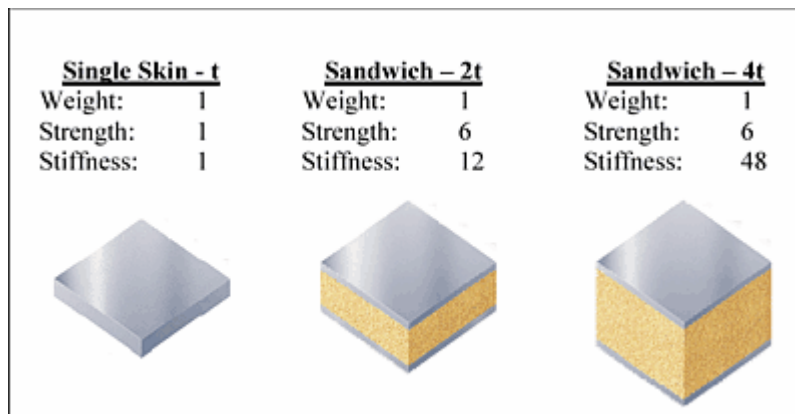 Single Skin - t
Weight: 1
Strength: 1
Stiffness: 1
Sandwich – 2t
Weight: 1
Strength: 6
Stiffness: 12
Sandwich – 4t
Weight: 1
Strength: 6
Stiffness: 48